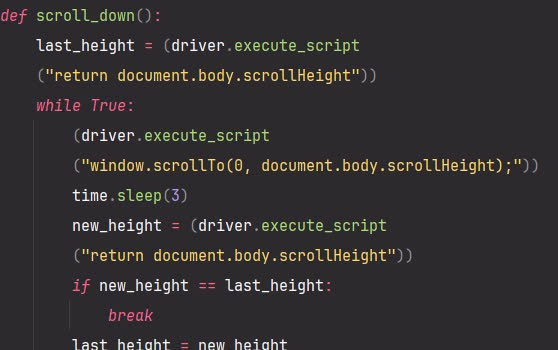 def scroll_down():
    last_height = (driver.execute_script
    ("return document.body.scrollHeight"))
    while True:
        (driver.execute_script
        ("window.scrollTo(0, document.body.scrollHeight);"))
        time.sleep(3)
        new_height = (driver.execute_script
        ("return document.body.scrollHeight"))
        if new_height == last_height:
            break
        last_height = new_height